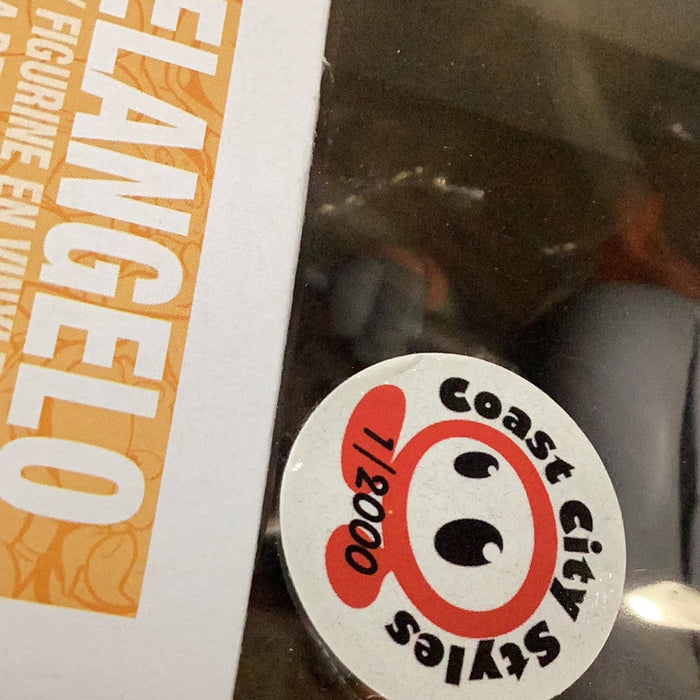 ELANGELO
FIGURINE EN VINYL
Coast City Styles
1/2000